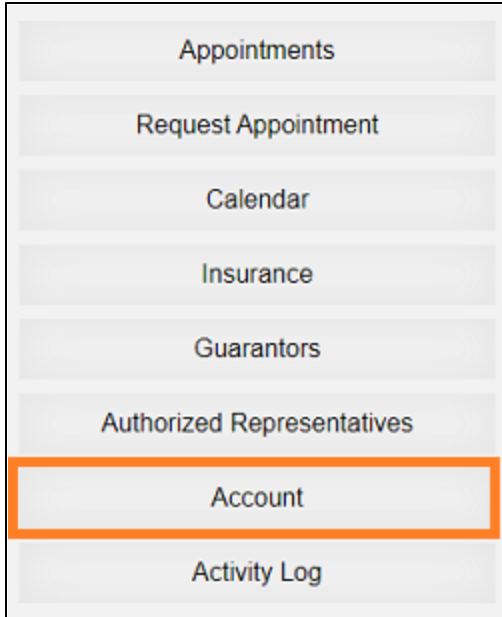 Appointments
Request Appointment
Calendar
Insurance
Guarantors
Authorized Representatives
Account
Activity Log